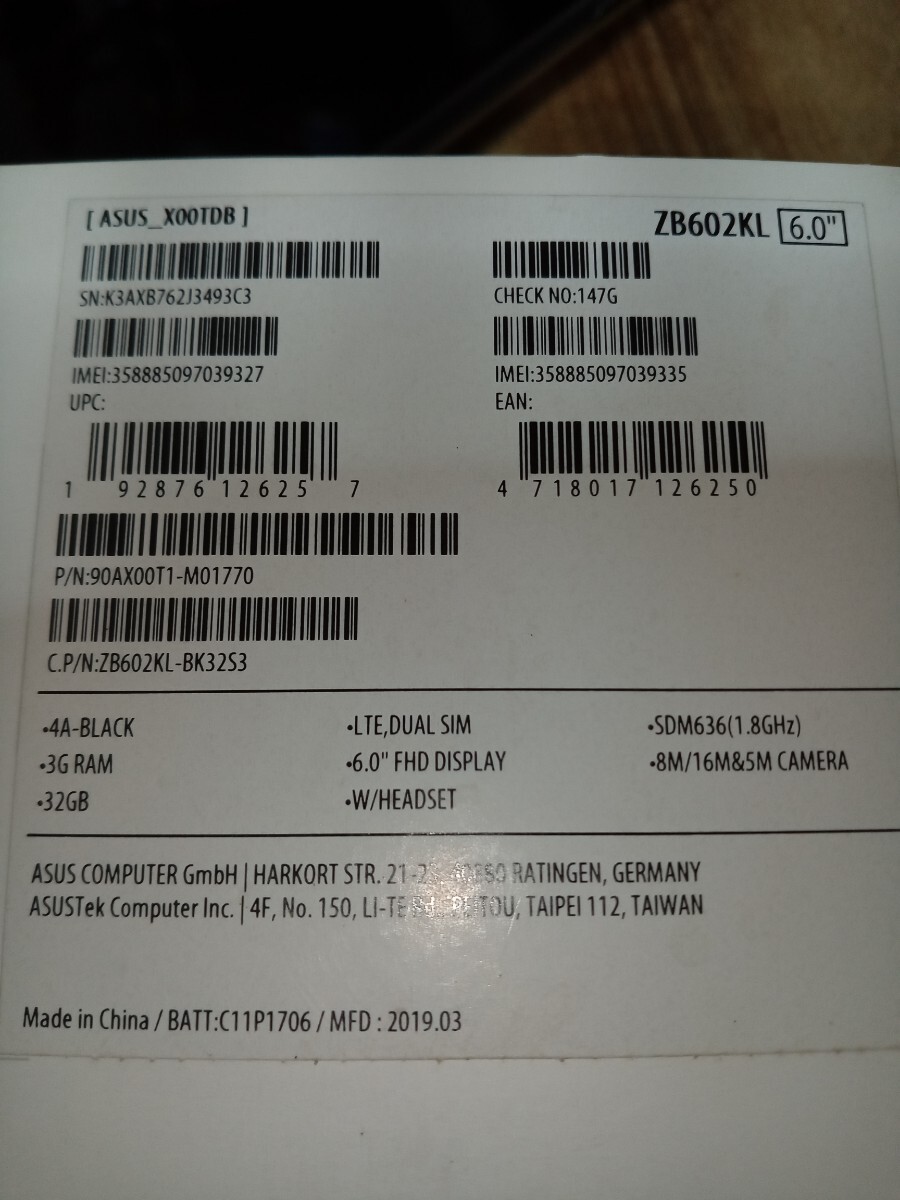 [ ASUS_X00TDB ]
ZB602KL 6.0"
SN:K3AXB762J3493C3
CHECK NO:147G
IMEI:358885097039327
IMEI:358885097039335
UPC:
EAN:
1 92876 12625 7
4 718017 126250
P/N:90AX00T1-M01770
C.P/N:ZB602KL-BK32S3
•4A-BLACK
•LTE,DUAL SIM
•SDM636(1.8GHz)
•3G RAM
•6.0" FHD DISPLAY
•8M/16M&5M CAMERA
•32GB
•W/HEADSET
ASUS COMPUTER GmbH | HARKORT STR. RATINGEN, GERMANY
ASUSTek Computer Inc. | 4F, No. 150, LI-TE TAIPEI 112, TAIWAN
Made in China / BATT:C11P1706 / MFD : 2019.03